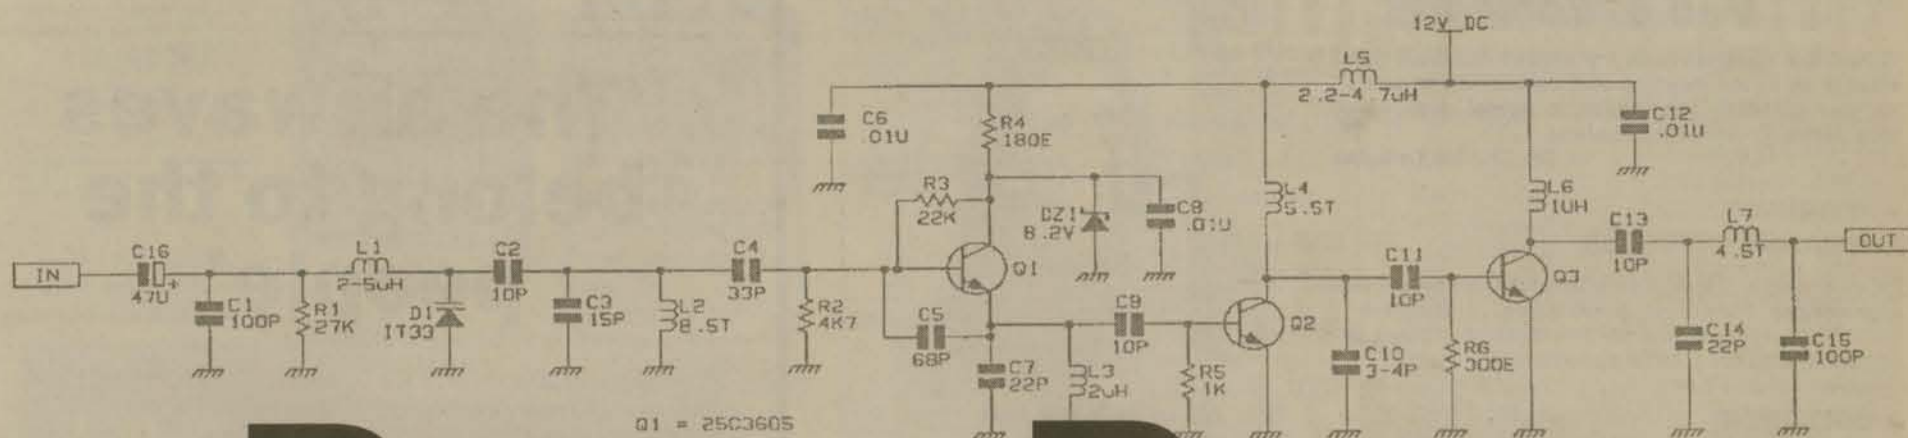 12V DC
L5
2.2-4.7uH
C6
.01U
R4
180E
C12
.01U
R3
22K
DZ1
8.2V
C8
.01U
L4
5.5T
L6
1UH
C13
10P
L7
4.5T
OUT
IN
C16
47U
+
C1
100P
R1
27K
L1
2-5uH
D1
IT33
C2
10P
C3
15P
L2
8.5T
C4
33P
R2
4K7
C5
68P
Q1
C7
22P
L3
2uH
C9
10P
R5
1K
Q2
C11
10P
C10
3-4P
R6
300E
Q3
C14
22P
C15
100P
Q1 = 2SC3605